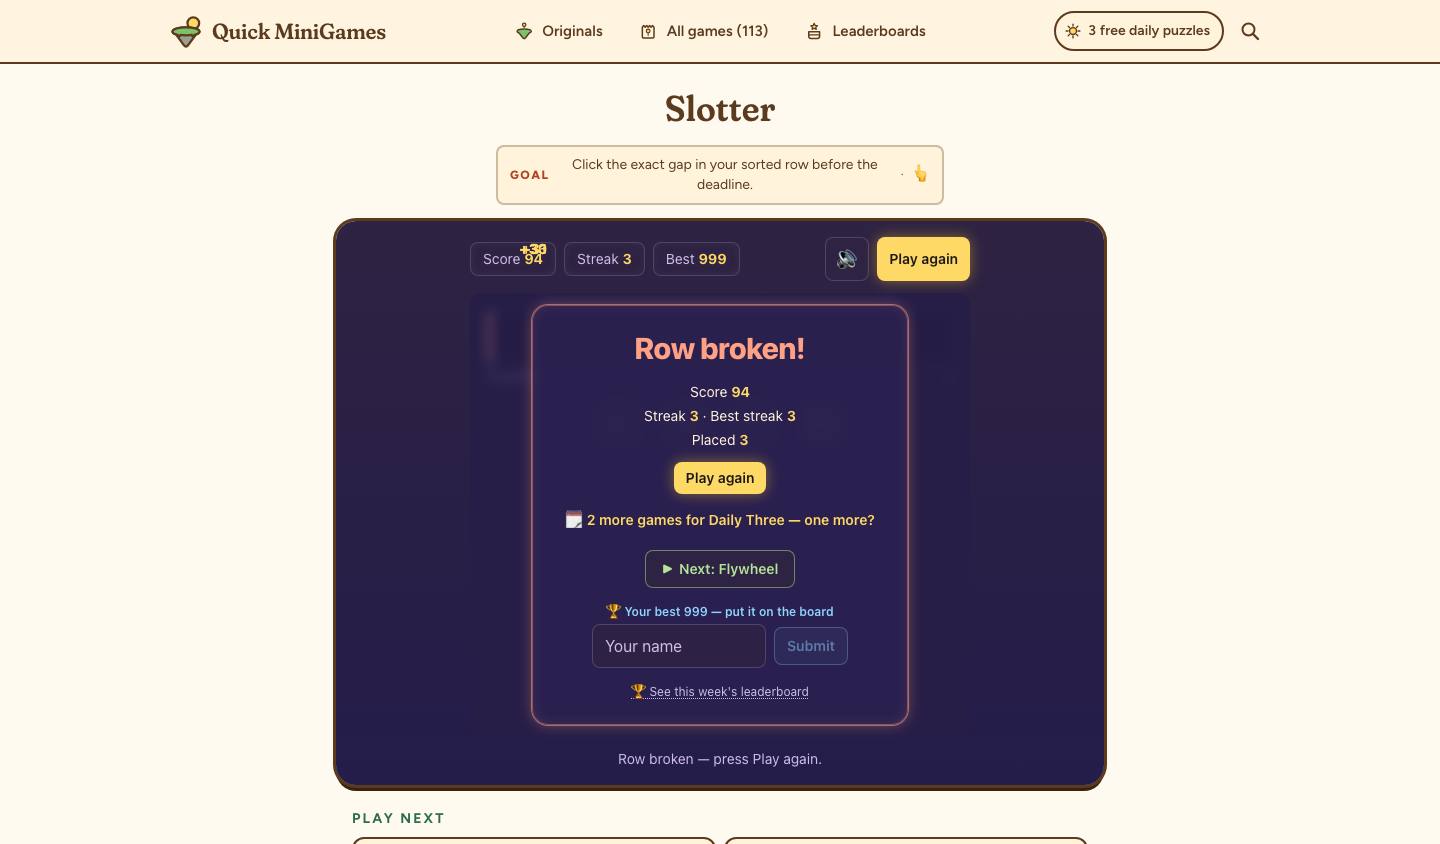 Quick MiniGames
Originals
All games (113)
Leaderboards
3 free daily puzzles
Slotter
GOAL
Click the exact gap in your sorted row before the
deadline.
·
Score 94
Streak 3
Best 999
Play again
Row broken!
Score 94
Streak 3 · Best streak 3
Placed 3
Play again
2 more games for Daily Three — one more?
Next: Flywheel
Your best 999 — put it on the board
Your name
Submit
See this week's leaderboard
Row broken — press Play again.
PLAY NEXT